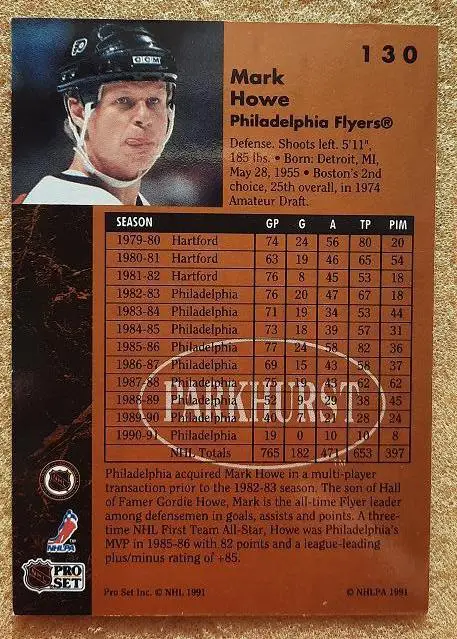 CCM
130
Mark
Howe
Philadelphia Flyers®
Defense. Shoots left. 5'11",
185 lbs. • Born: Detroit, MI,
May 28, 1955 • Boston's 2nd
choice, 25th overall, in 1974
Amateur Draft.
SEASON GP G A TP PIM
1979-80 Hartford 74 24 56 80 20
1980-81 Hartford 63 19 46 65 54
1981-82 Hartford 76 8 45 53 18
1982-83 Philadelphia 76 20 47 67 18
1983-84 Philadelphia 71 19 34 53 44
1984-85 Philadelphia 73 18 39 57 31
1985-86 Philadelphia 77 24 58 82 36
1986-87 Philadelphia 69 15 43 58 37
1987-88 Philadelphia 75 19 43 62 62
1988-89 Philadelphia 52 9 29 38 45
1989-90 Philadelphia 40 7 21 28 24
1990-91 Philadelphia 19 0 10 10 8
NHL Totals 765 182 471 653 397
PARKHURST
Philadelphia acquired Mark Howe in a multi-player
transaction prior to the 1982-83 season. The son of Hall
of Famer Gordie Howe, Mark is the all-time Flyer leader
among defensemen in goals, assists and points. A three-
time NHL First Team All-Star, Howe was Philadelphia's
MVP in 1985-86 with 82 points and a league-leading
plus/minus rating of +85.
NHLPA
NHL
PRO
SET
Pro Set Inc. © NHL 1991 © NHLPA 1991